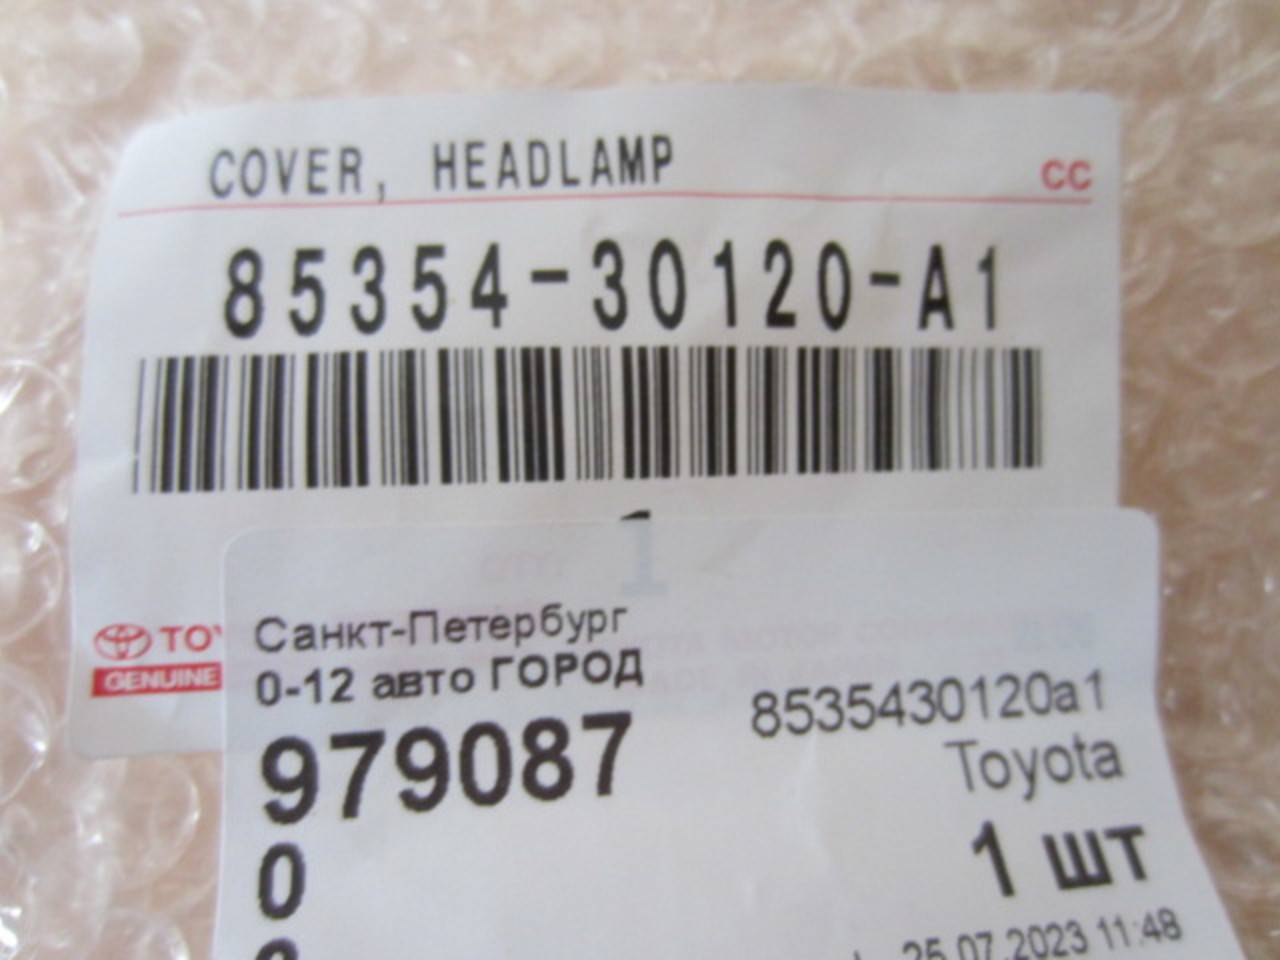 COVER, HEADLAMP
CC
85354-30120-A1
1
TOY
GENUINE
Санкт-Петербург
0-12 авто ГОРОД
979087
8535430120a1
Toyota
0
1 шт
25.07.2023 11:48